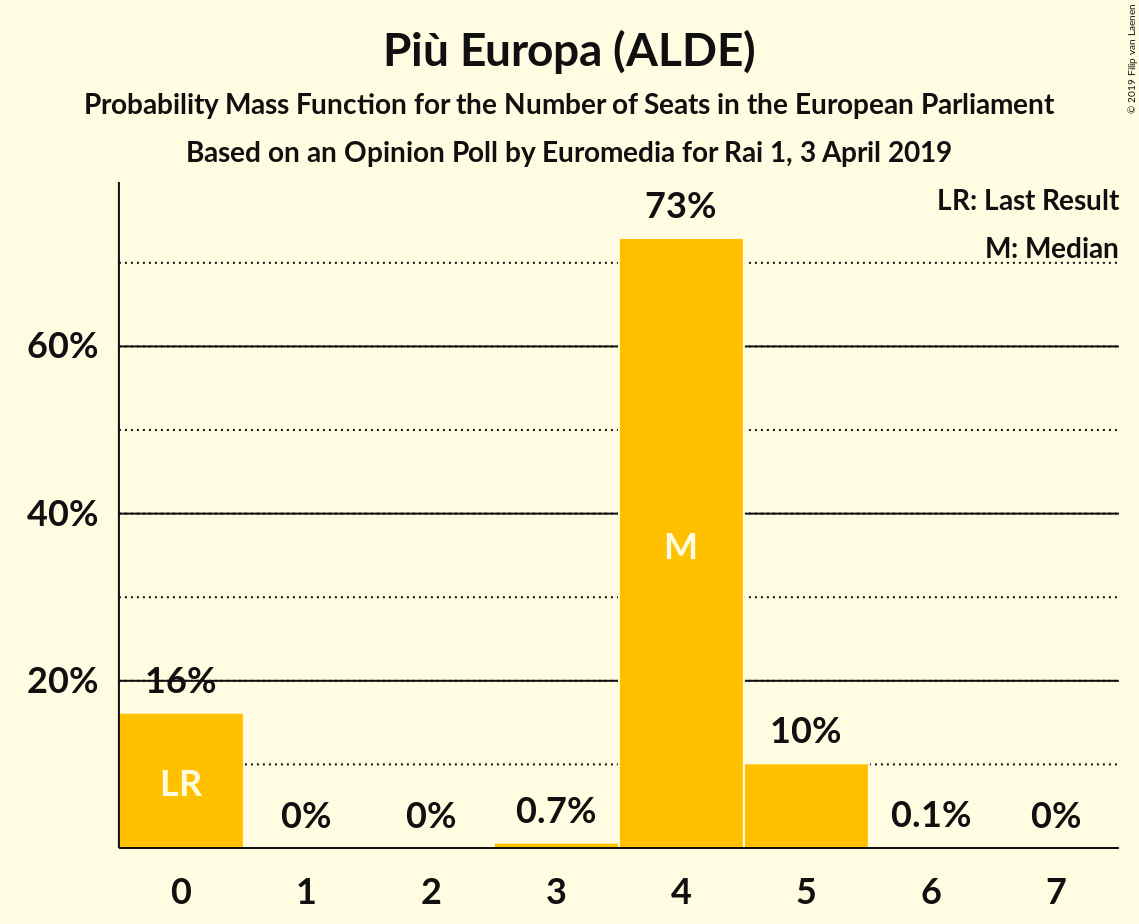 Più Europa (ALDE)
Probability Mass Function for the Number of Seats in the European Parliament
Based on an Opinion Poll by Euromedia for Rai 1, 3 April 2019
© 2019 Filip van Laenen
LR: Last Result
M: Median
73%
60%
40%
M
20%
16%
10%
LR
0%
0%
0.7%
0.1%
0%
0 1 2 3 4 5 6 7